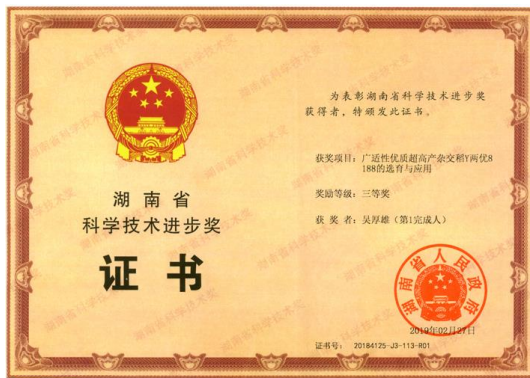 湖南省
科学技术进步奖
证书
为表彰湖南省科学技术进步奖
获得者，特颁发此证书。
获奖项目：广适性优质超高产杂交稻Y两优8
188的选育与应用
奖励等级：三等奖
获 奖 者：吴厚雄（第1完成人）
湖南省人民政府
2019年02月27日
证书号： 20184125-J3-113-R01